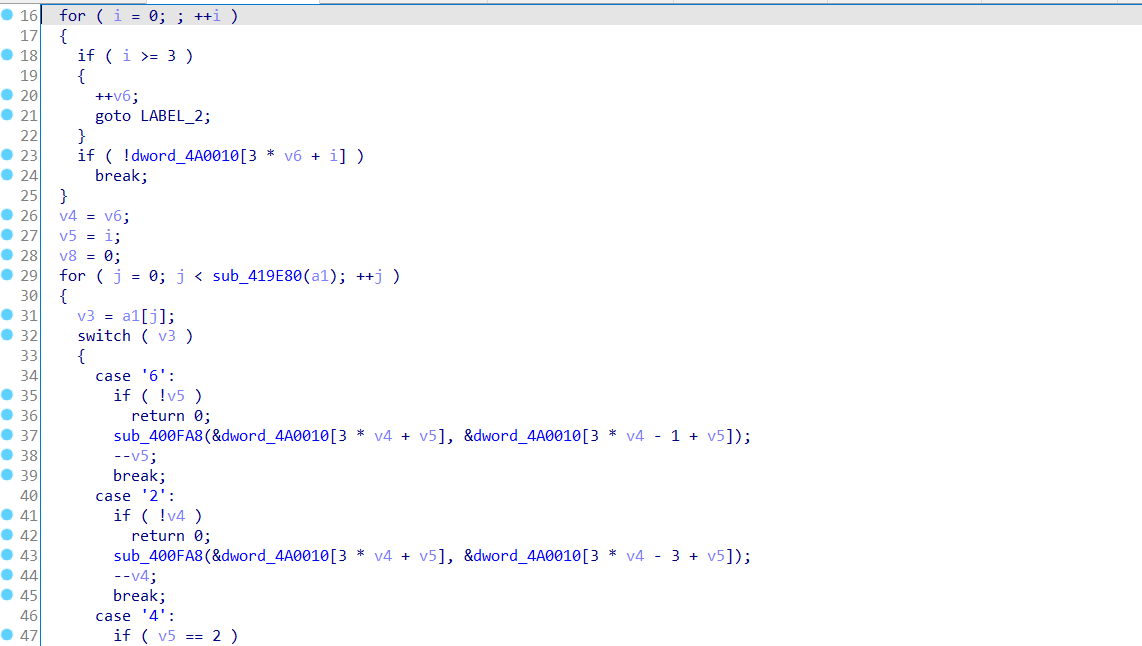 16 for ( i = 0; ; ++i )
17 {
18 if ( i >= 3 )
19 {
20 ++v6;
21 goto LABEL_2;
22 }
23 if ( !dword_4A0010[3 * v6 + i] )
24 break;
25 }
26 v4 = v6;
27 v5 = i;
28 v8 = 0;
29 for ( j = 0; j < sub_419E80(a1); ++j )
30 {
31 v3 = a1[j];
32 switch ( v3 )
33 {
34 case '6':
35 if ( !v5 )
36 return 0;
37 sub_400FA8(&dword_4A0010[3 * v4 + v5], &dword_4A0010[3 * v4 - 1 + v5]);
38 --v5;
39 break;
40 case '2':
41 if ( !v4 )
42 return 0;
43 sub_400FA8(&dword_4A0010[3 * v4 + v5], &dword_4A0010[3 * v4 - 3 + v5]);
44 --v4;
45 break;
46 case '4':
47 if ( v5 == 2 )